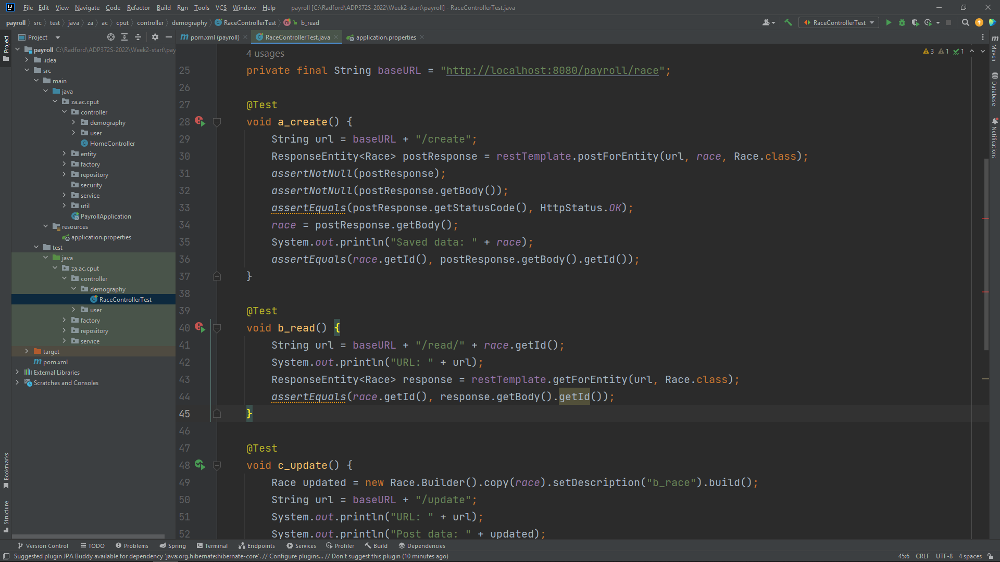 File Edit View Navigate Code Refactor Build Run Tools VCS Window Help payroll [C:\Radford\ADP372S-2022\Week2-start\payroll] - RaceControllerTest.java
payroll src test java za ac cput controller demography RaceControllerTest m b_read RaceControllerTest
Project
pom.xml (payroll) RaceControllerTest.java application.properties
payroll C:\Radford\ADP372S-2022\Week2-start\pay
.idea
src
main
java
za.ac.cput
controller
demography
user
HomeController
entity
factory
repository
security
service
util
PayrollApplication
resources
application.properties
test
java
za.ac.cput
controller
demography
RaceControllerTest
user
factory
repository
service
target
pom.xml
External Libraries
Scratches and Consoles
4 usages
3 1 1
25 private final String baseURL = "http://localhost:8080/payroll/race";
26
27 @Test
28 void a_create() {
29 String url = baseURL + "/create";
30 ResponseEntity<Race> postResponse = restTemplate.postForEntity(url, race, Race.class);
31 assertNotNull(postResponse);
32 assertNotNull(postResponse.getBody());
33 assertEquals(postResponse.getStatusCode(), HttpStatus.OK);
34 race = postResponse.getBody();
35 System.out.println("Saved data: " + race);
36 assertEquals(race.getId(), postResponse.getBody().getId());
37 }
38
39 @Test
40 void b_read() {
41 String url = baseURL + "/read/" + race.getId();
42 System.out.println("URL: " + url);
43 ResponseEntity<Race> response = restTemplate.getForEntity(url, Race.class);
44 assertEquals(race.getId(), response.getBody().getId());
45 }
46
47 @Test
48 void c_update() {
49 Race updated = new Race.Builder().copy(race).setDescription("b_race").build();
50 String url = baseURL + "/update";
51 System.out.println("URL: " + url);
52 System.out.println("Post data: " + updated);
Project
Bookmarks
Structure
Maven
Database
Notifications
Version Control TODO Problems Spring Terminal Endpoints Services Profiler Build Dependencies
Suggested plugin JPA Buddy available for dependency 'java:org.hibernate:hibernate-core'. // Configure plugins... // Don't suggest this plugin (10 minutes ago) 45:6 CRLF UTF-8 4 spaces